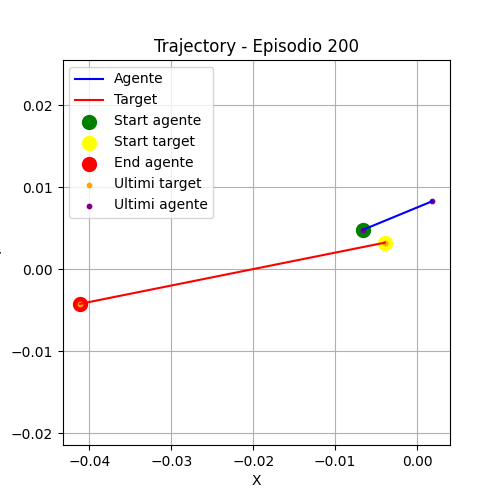 Trajectory - Episodio 200
Agente
Target
Start agente
Start target
End agente
Ultimi target
Ultimi agente
0.02
0.01
0.00
−0.01
−0.02
−0.04
−0.03
−0.02
−0.01
0.00
X